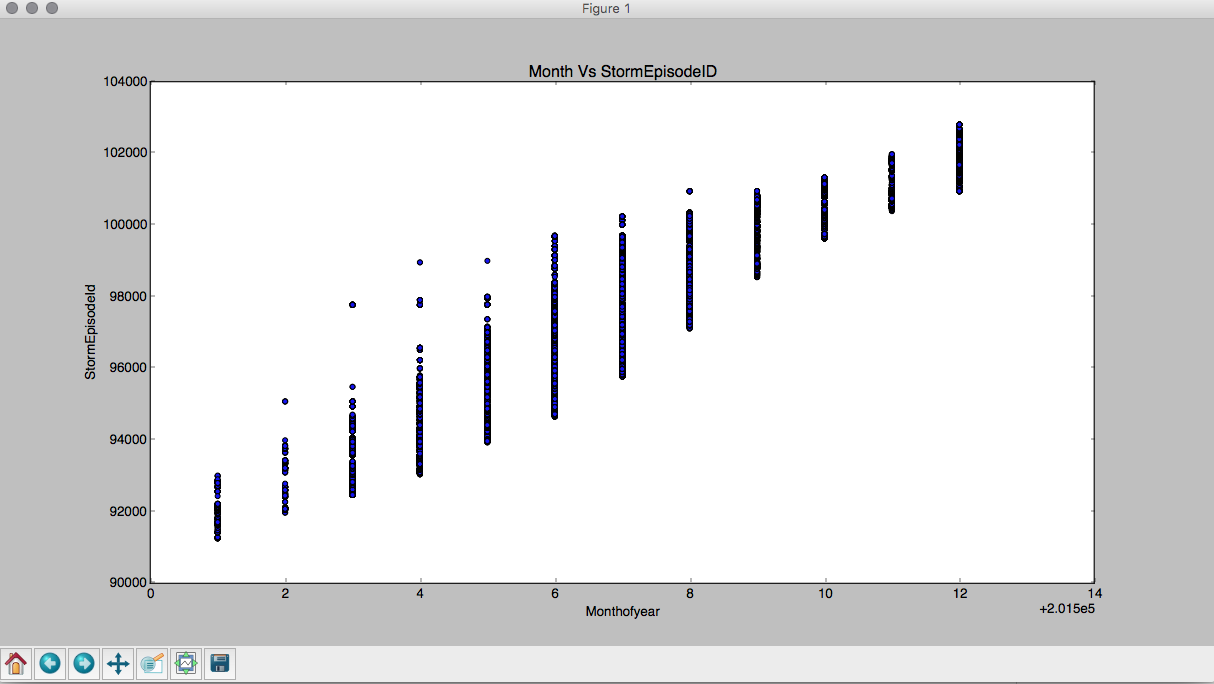 Figure 1
Month Vs StormEpisodeID
104000
102000
100000
98000
96000
94000
92000
90000
StormEpisodeId
0 2 4 6 8 10 12 14
Monthofyear
+2.015e5